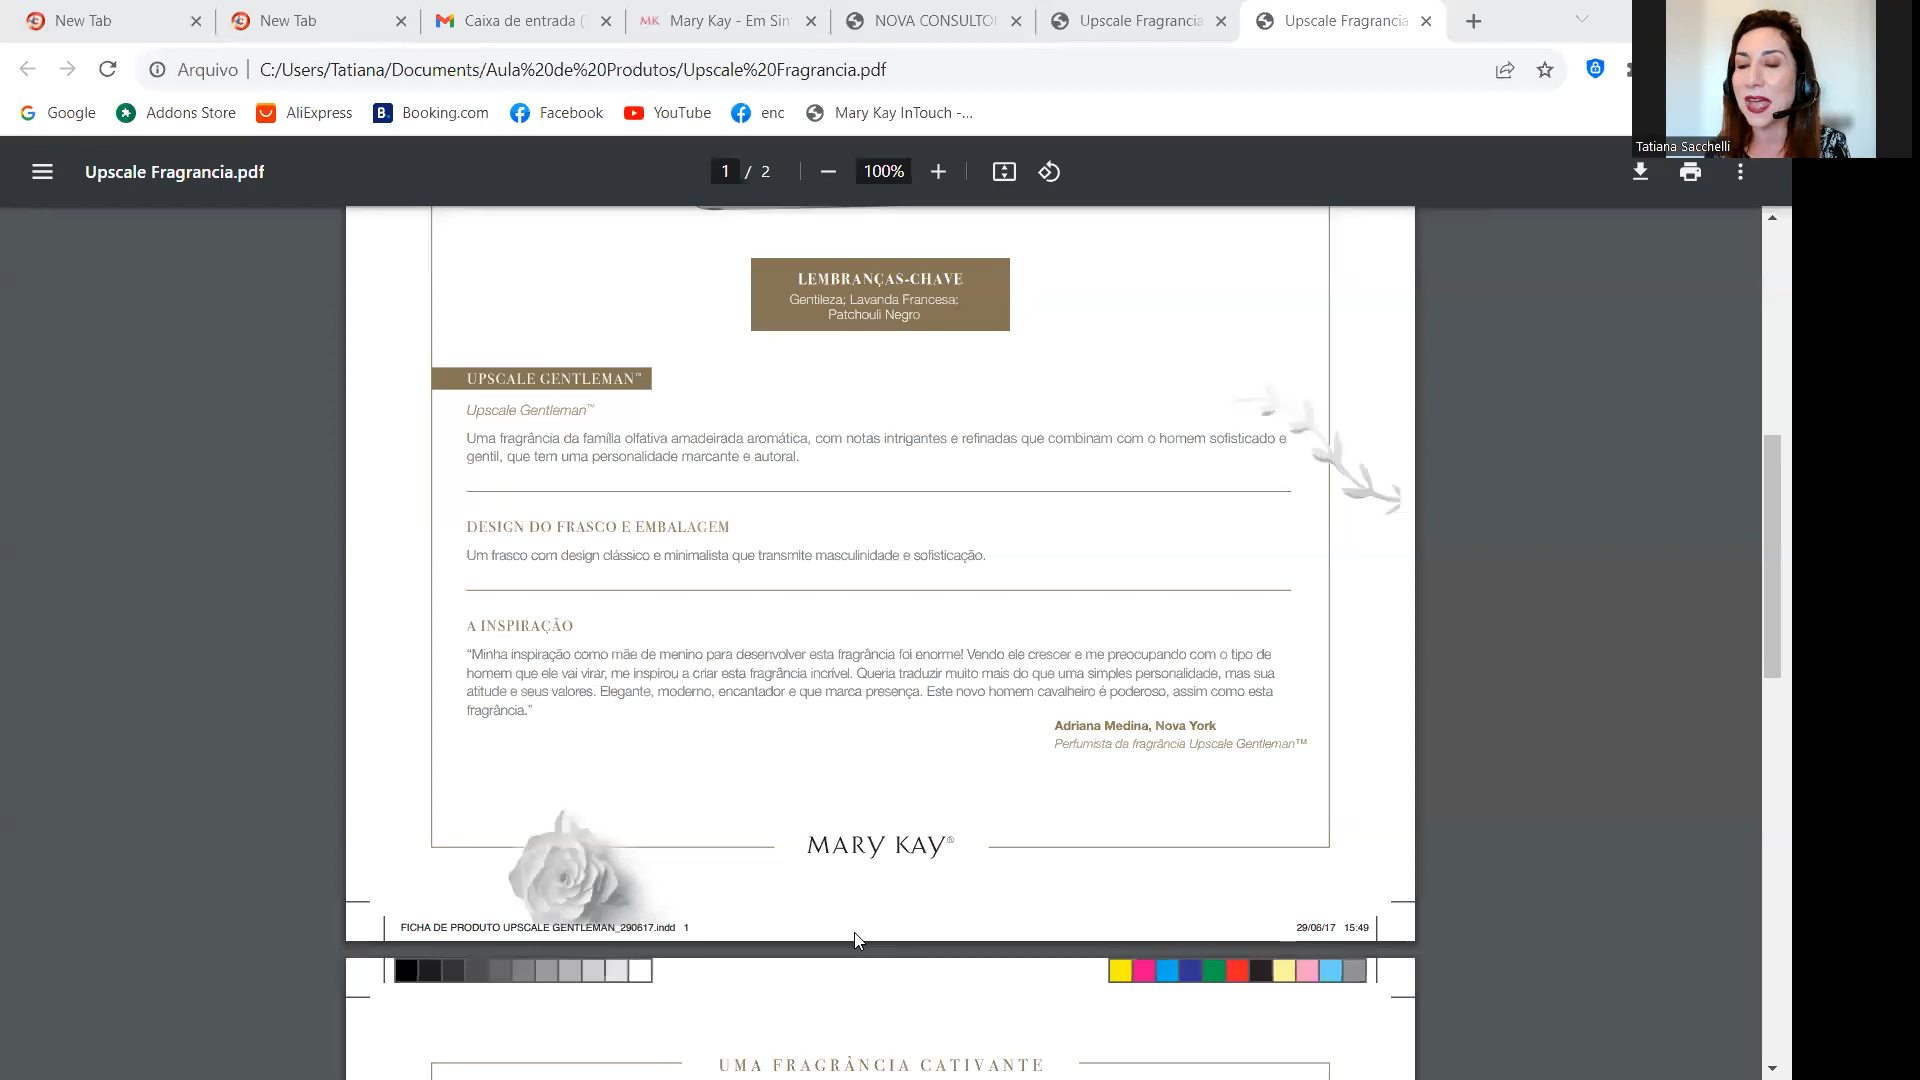 New Tab
New Tab
Caixa de entrada (
Mary Kay - Em Sin
NOVA CONSULTO
Upscale Fragrancia
Upscale Fragrancia
Arquivo
C:/Users/Tatiana/Documents/Aula%20de%20Produtos/Upscale%20Fragrancia.pdf
Google
Addons Store
AliExpress
Booking.com
Facebook
YouTube
enc
Mary Kay InTouch -...
Tatiana Sacchelli
Upscale Fragrancia.pdf
1 / 2
100%
LEMBRANÇAS-CHAVE
Gentileza; Lavanda Francesa;
Patchouli Negro
UPSCALE GENTLEMAN™
Upscale Gentleman™
Uma fragrância da família olfativa amadeirada aromática, com notas intrigantes e refinadas que combinam com o homem sofisticado e
gentil, que tem uma personalidade marcante e autoral.
DESIGN DO FRASCO E EMBALAGEM
Um frasco com design clássico e minimalista que transmite masculinidade e sofisticação.
A INSPIRAÇÃO
“Minha inspiração como mãe de menino para desenvolver esta fragrância foi enorme! Vendo ele crescer e me preocupando com o tipo de
homem que ele vai virar, me inspirou a criar esta fragrância incrível. Queria traduzir muito mais do que uma simples personalidade, mas sua
atitude e seus valores. Elegante, moderno, encantador e que marca presença. Este novo homem cavalheiro é poderoso, assim como esta
fragrância.”
Adriana Medina, Nova York
Perfumista da fragrância Upscale Gentleman™
MARY KAY®
FICHA DE PRODUTO UPSCALE GENTLEMAN_290617.indd 1
29/06/17 15:49
UMA FRAGRÂNCIA CATIVANTE